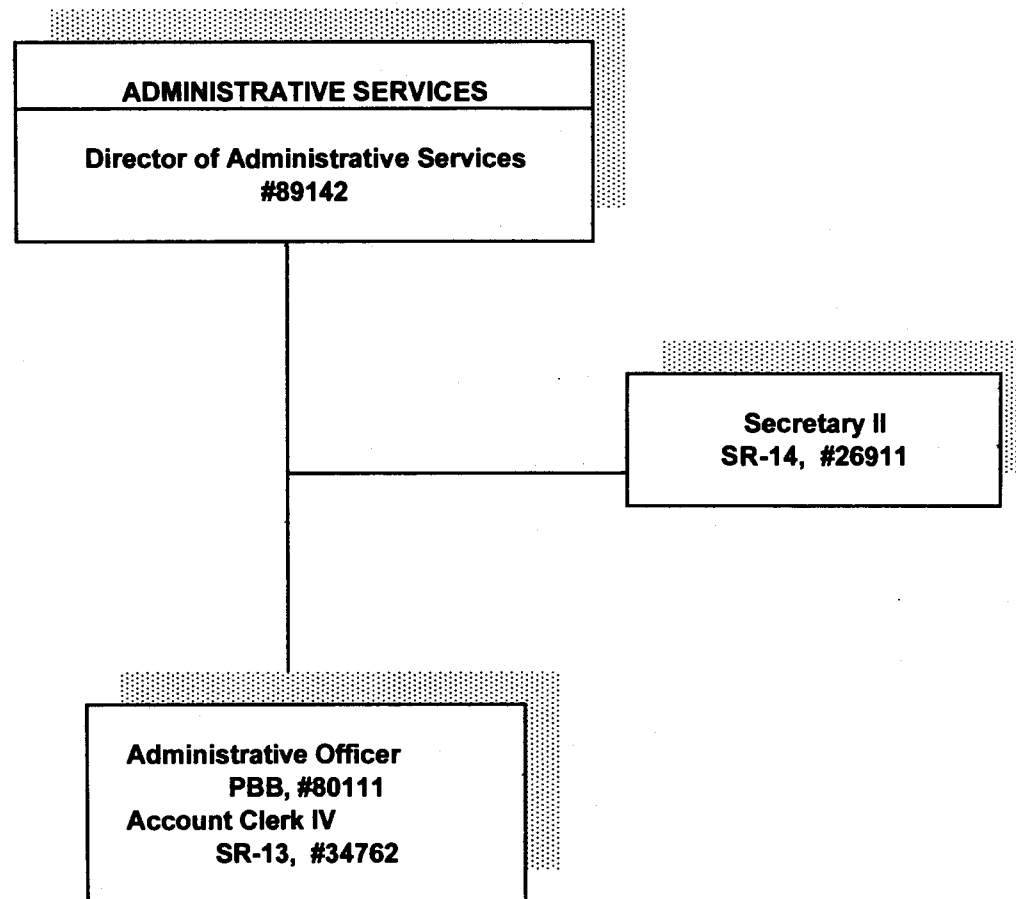 ADMINISTRATIVE SERVICES
Director of Administrative Services
#89142
Secretary II
SR-14, #26911
Administrative Officer
PBB, #80111
Account Clerk IV
SR-13, #34762